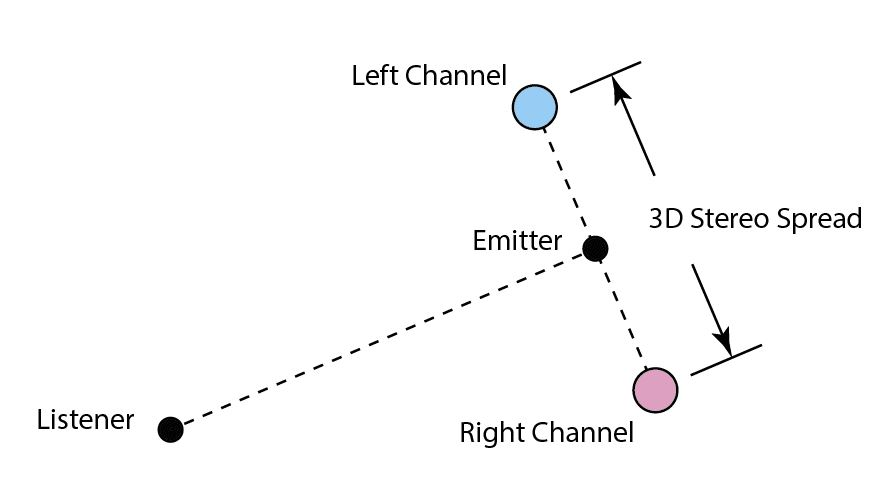 Left Channel
3D Stereo Spread
Emitter
Listener
Right Channel